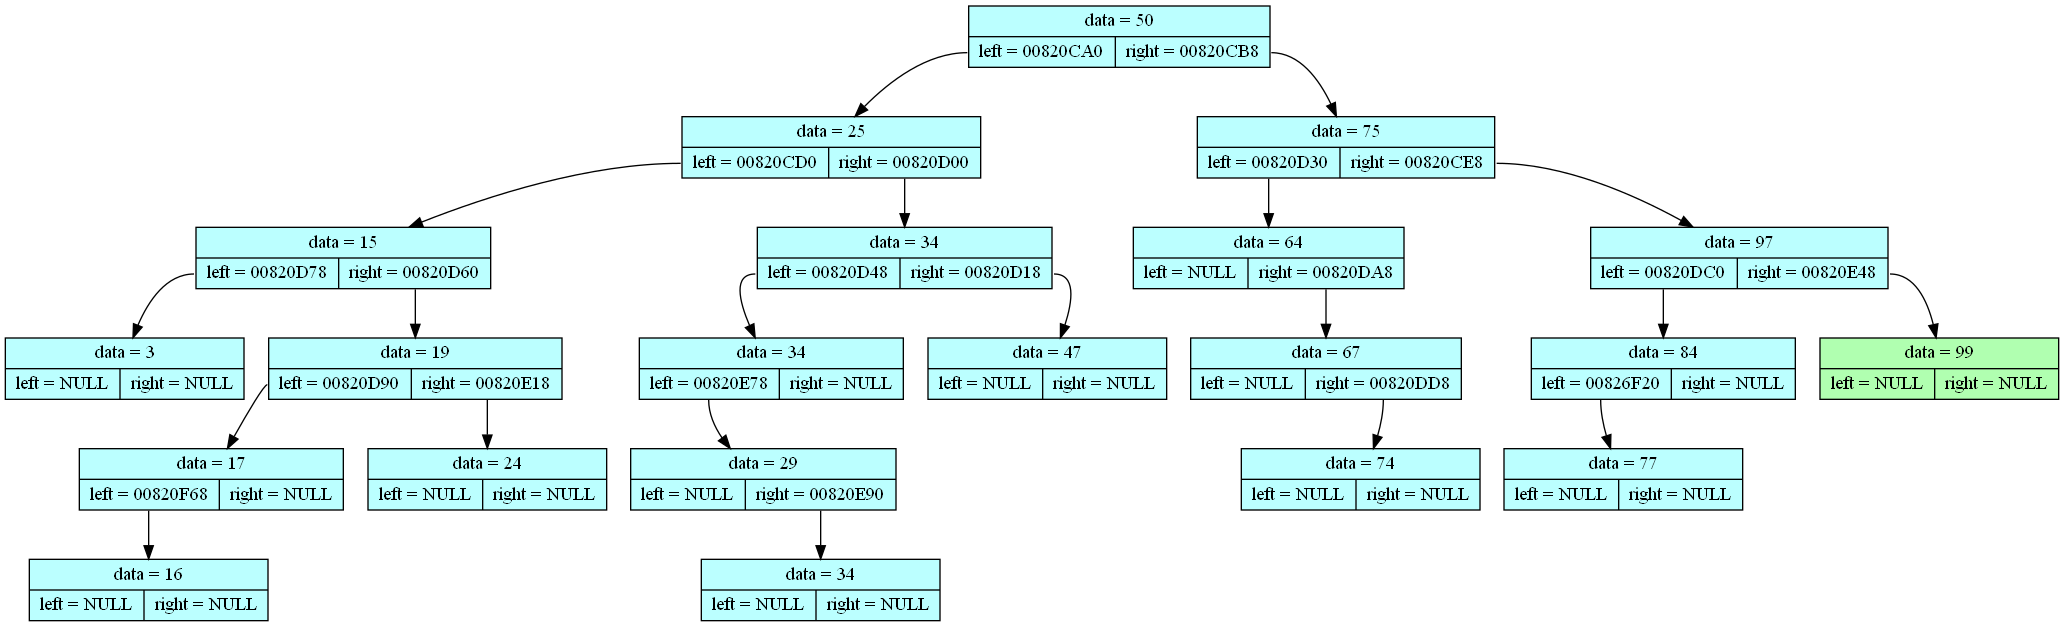 data = 50
left = 00820CA0 right = 00820CB8
data = 25
left = 00820CD0 right = 00820D00
data = 75
left = 00820D30 right = 00820CE8
data = 15
left = 00820D78 right = 00820D60
data = 34
left = 00820D48 right = 00820D18
data = 64
left = NULL right = 00820DA8
data = 97
left = 00820DC0 right = 00820E48
data = 3
left = NULL right = NULL
data = 19
left = 00820D90 right = 00820E18
data = 34
left = 00820E78 right = NULL
data = 47
left = NULL right = NULL
data = 67
left = NULL right = 00820DD8
data = 84
left = 00826F20 right = NULL
data = 99
left = NULL right = NULL
data = 17
left = 00820F68 right = NULL
data = 24
left = NULL right = NULL
data = 29
left = NULL right = 00820E90
data = 74
left = NULL right = NULL
data = 77
left = NULL right = NULL
data = 16
left = NULL right = NULL
data = 34
left = NULL right = NULL